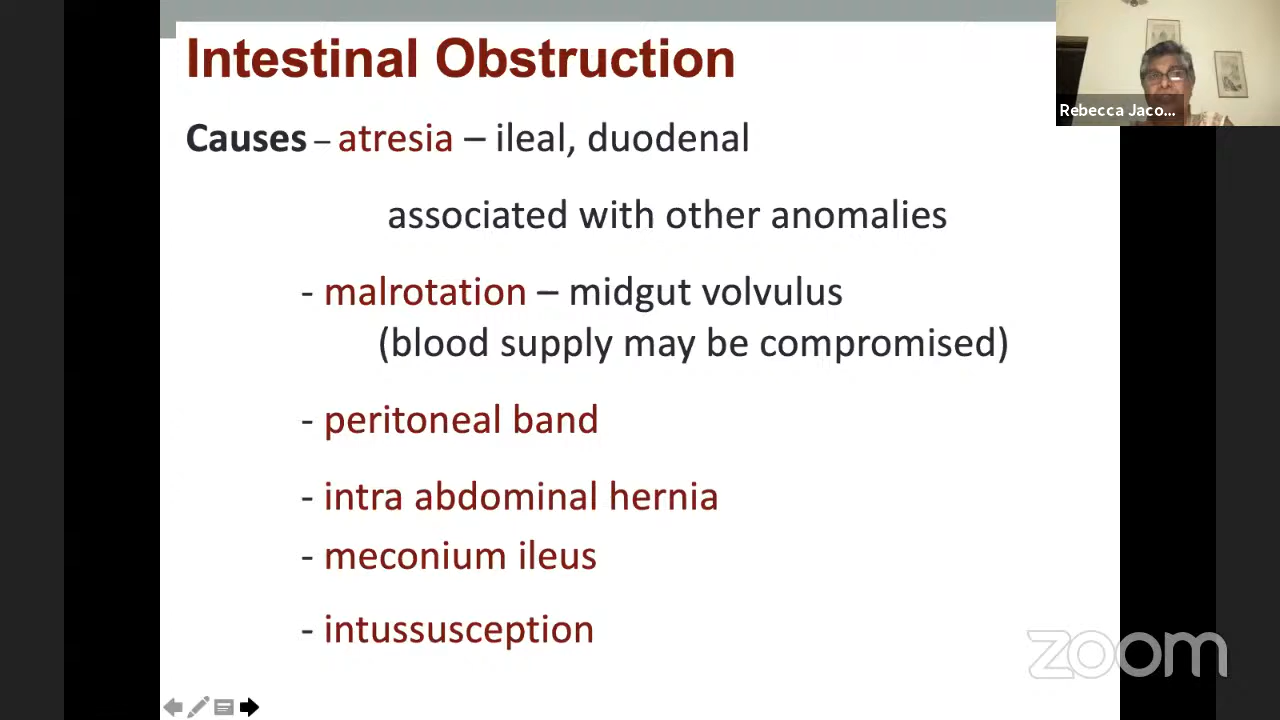 Intestinal Obstruction
Rebecca Jaco...
Causes – atresia – ileal, duodenal
associated with other anomalies
- malrotation – midgut volvulus
(blood supply may be compromised)
- peritoneal band
- intra abdominal hernia
- meconium ileus
- intussusception
zoom